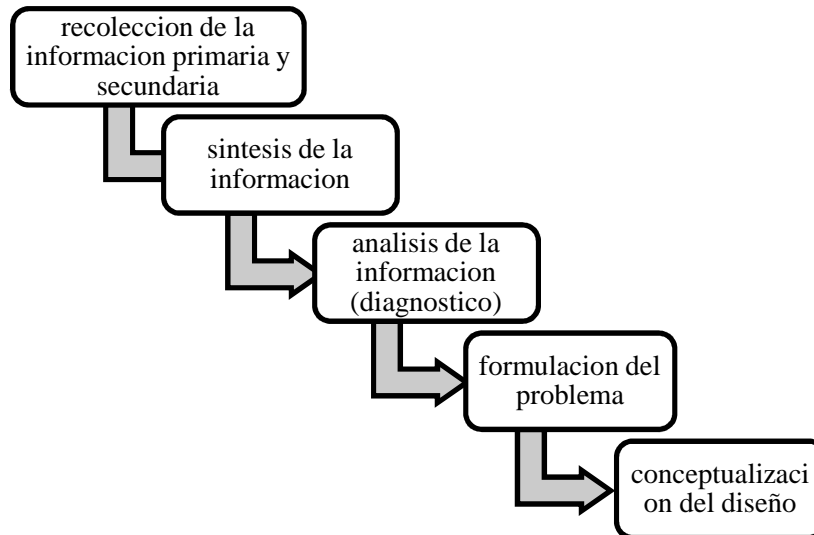 recoleccion de la
informacion primaria y
secundaria
sintesis de la
informacion
analisis de la
informacion
(diagnostico)
formulacion del
problema
conceptualizaci
on del diseño